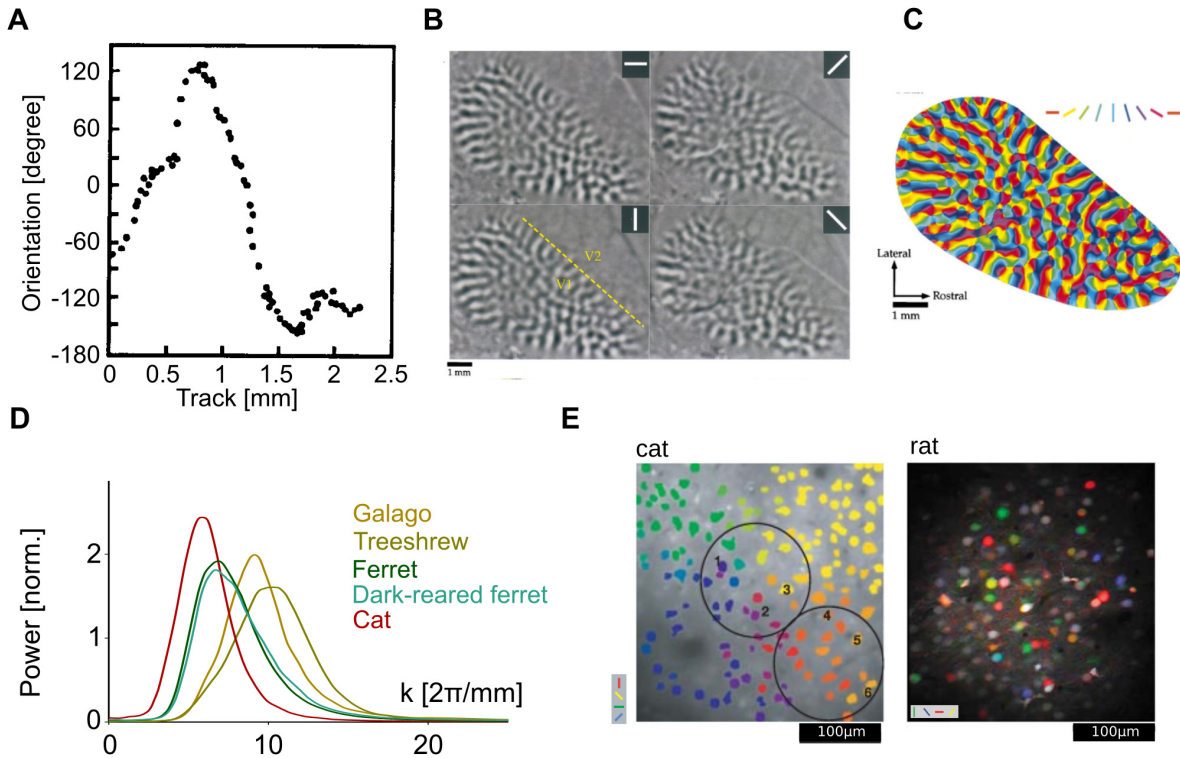 A
Orientation [degree]
120
60
0
-60
-120
-180
0
0.5
1
1.5
2
2.5
Track [mm]
B
V2
V1
1 mm
C
Lateral
Rostral
1 mm
D
Power [norm.]
2
1
0
Galago
Treeshrew
Ferret
Dark-reared ferret
Cat
k [2π/mm]
0
10
20
E
cat
1
2
3
4
5
6
100µm
rat
100µm